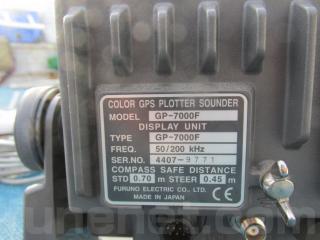 COLOR GPS PLOTTER SOUNDER
MODEL GP-7000F
DISPLAY UNIT
TYPE GP-7000F
FREQ. 50/200 kHz
SER.NO. 4407-9771
COMPASS SAFE DISTANCE
STD 0.70 m STEER 0.45 m
FURUNO ELECTRIC CO., LTD.
MADE IN JAPAN
CE